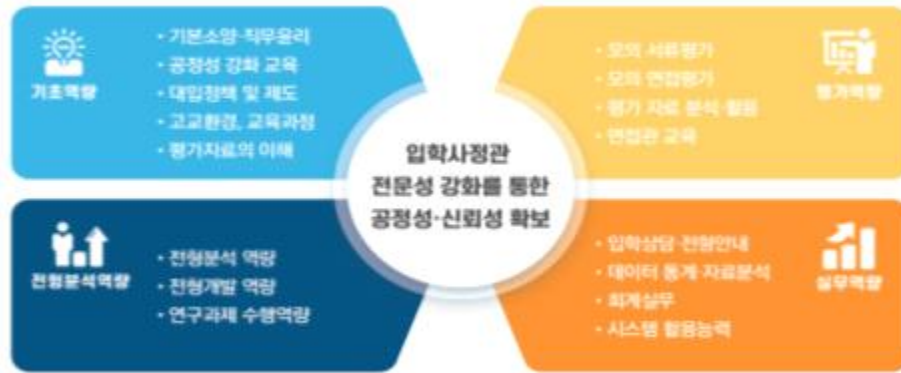 기초역량
• 기본소양·직무윤리
• 공정성 강화 교육
• 대입정책 및 제도
• 고교환경, 교육과정
• 평가자료의 이해
• 모의 서류평가
• 모의 면접평가
• 평가 자료 분석·활용
• 면접관 교육
평가역량
입학사정관
전문성 강화를 통한
공정성·신뢰성 확보
전형분석역량
• 전형분석 역량
• 전형개발 역량
• 연구과제 수행역량
• 입학상담·전형안내
• 데이터 통계·자료분석
• 회계실무
• 시스템 활용능력
실무역량